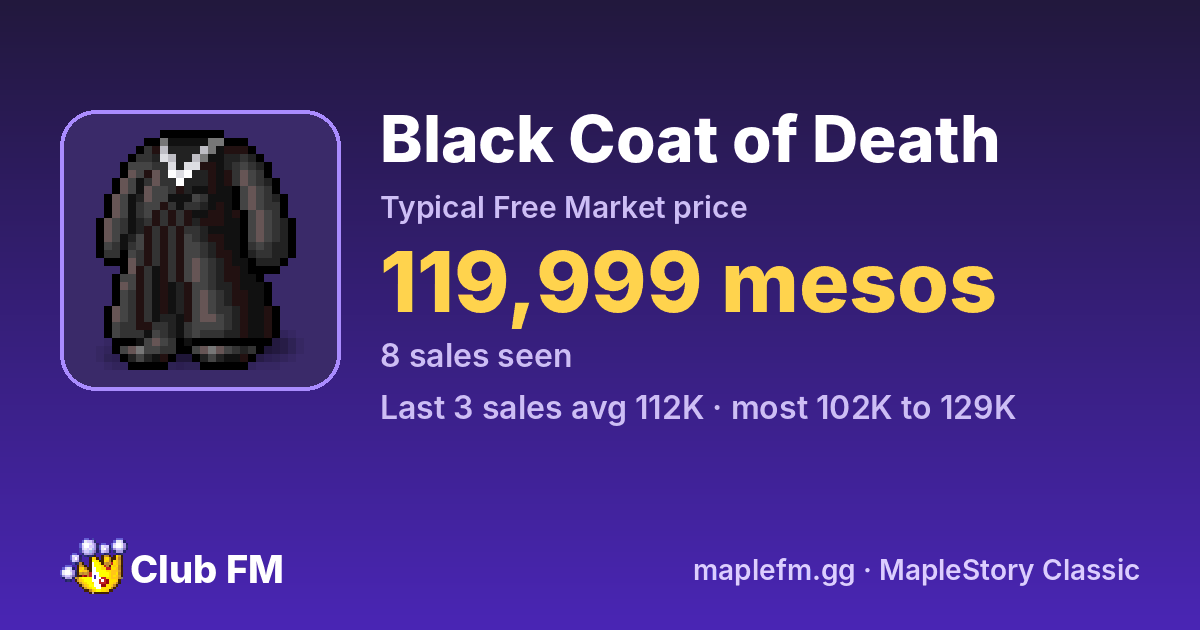 Black Coat of Death
Typical Free Market price
119,999 mesos
8 sales seen
Last 3 sales avg 112K · most 102K to 129K
Club FM
maplefm.gg · MapleStory Classic